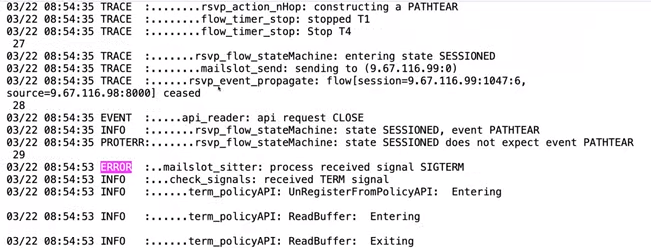 03/22 08:54:35 TRACE :........rsvp_action_nHop: constructing a PATHTEAR
03/22 08:54:35 TRACE :........flow_timer_stop: stopped T1
03/22 08:54:35 TRACE :........flow_timer_stop: Stop T4
27
03/22 08:54:35 TRACE :.......rsvp_flow_stateMachine: entering state SESSIONED
03/22 08:54:35 TRACE :........mailslot_send: sending to (9.67.116.99:0)
03/22 08:54:35 TRACE :......rsvp_event_propagate: flow[session=9.67.116.99:1047:6,
source=9.67.116.98:8000] ceased
28
03/22 08:54:35 EVENT :.....api_reader: api request CLOSE
03/22 08:54:35 INFO :.......rsvp_flow_stateMachine: state SESSIONED, event PATHTEAR
03/22 08:54:35 PROTERR:.......rsvp_flow_stateMachine: state SESSIONED does not expect event PATHTEAR
29
03/22 08:54:53 ERROR :..mailslot_sitter: process received signal SIGTERM
03/22 08:54:53 INFO :...check_signals: received TERM signal
03/22 08:54:53 INFO :......term_policyAPI: UnRegisterFromPolicyAPI: Entering
03/22 08:54:53 INFO :......term_policyAPI: ReadBuffer: Entering
03/22 08:54:53 INFO :......term_policyAPI: ReadBuffer: Exiting